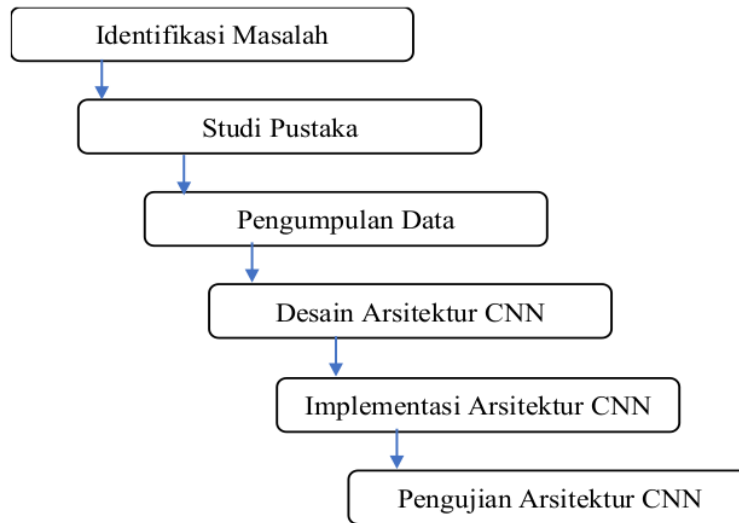 Identifikasi Masalah
Studi Pustaka
Pengumpulan Data
Desain Arsitektur CNN
Implementasi Arsitektur CNN
Pengujian Arsitektur CNN